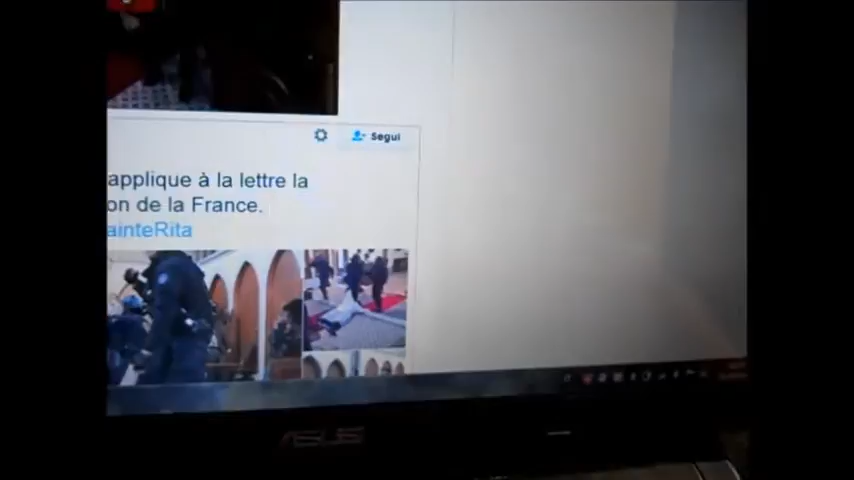 Segui
applique à la lettre la
on de la France.
ainteRita
ASUS